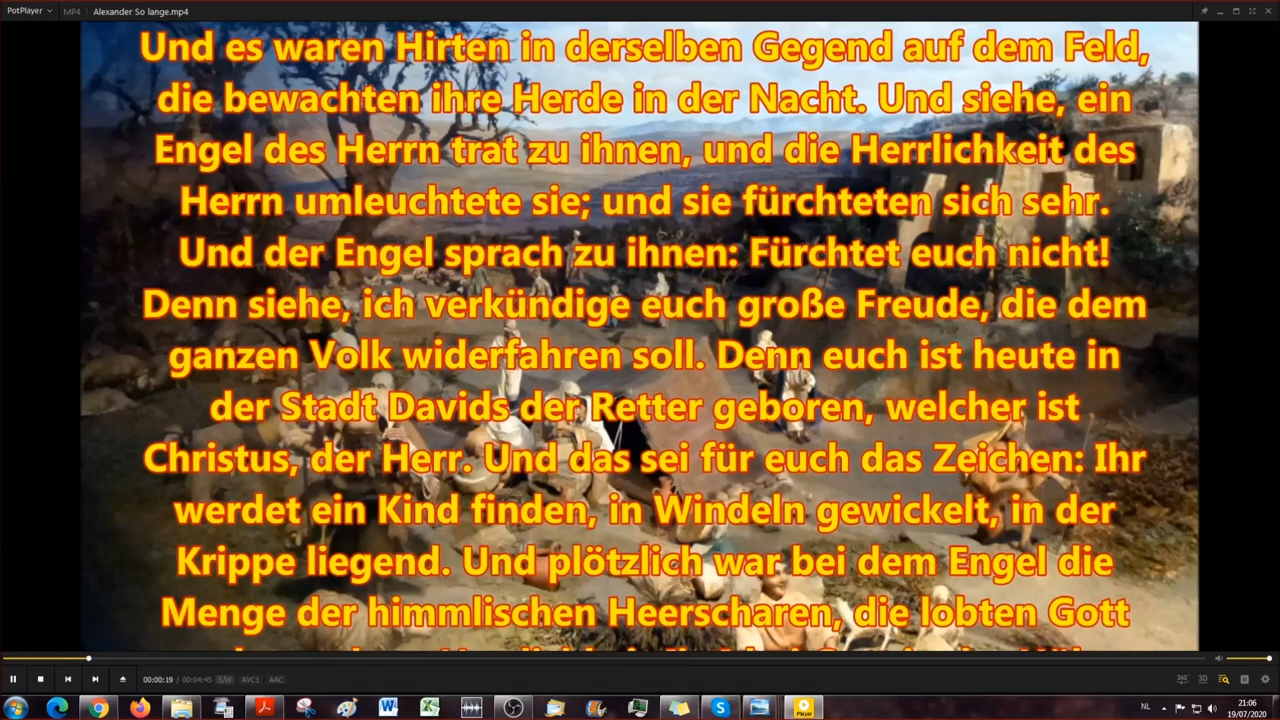 PotPlayer
MP4
Alexander So lange.mp4
Und es waren Hirten in derselben Gegend auf dem Feld,
die bewachten ihre Herde in der Nacht. Und siehe, ein
Engel des Herrn trat zu ihnen, und die Herrlichkeit des
Herrn umleuchtete sie; und sie fürchteten sich sehr.
Und der Engel sprach zu ihnen: Fürchtet euch nicht!
Denn siehe, ich verkündige euch große Freude, die dem
ganzen Volk widerfahren soll. Denn euch ist heute in
der Stadt Davids der Retter geboren, welcher ist
Christus, der Herr. Und das sei für euch das Zeichen: Ihr
werdet ein Kind finden, in Windeln gewickelt, in der
Krippe liegend. Und plötzlich war bei dem Engel die
Menge der himmlischen Heerscharen, die lobten Gott
00:00:19 / 00:04:45 S/W AVC1 AAC
360° 3D
NL
21:06
19/07/2020